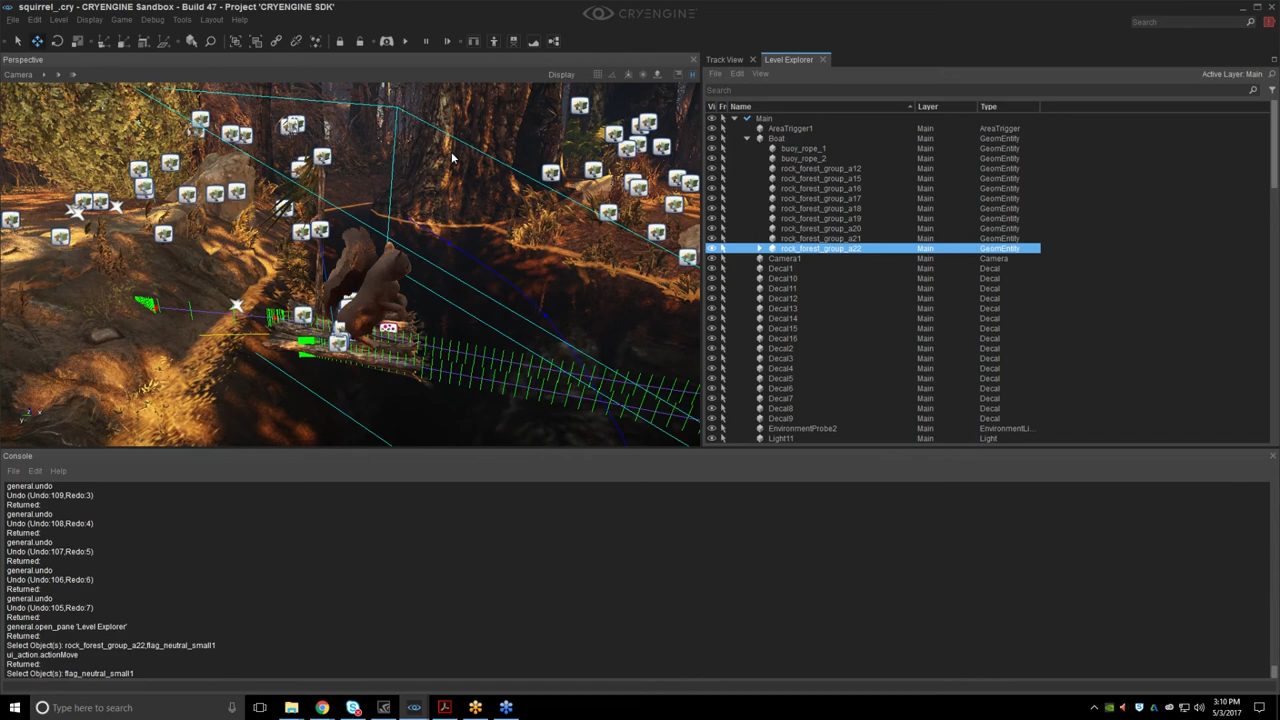 squirrel_.cry - CRYENGINE Sandbox - Build 47 - Project 'CRYENGINE SDK'
CRYENGINE
File Edit Level Display Game Debug Tools Layout Help
Search
Perspective
Camera
Display
Track View
Level Explorer
File Edit View
Active Layer: Main
Search
Vi Fr Name Layer Type
Main
AreaTrigger1 Main AreaTrigger
Boat Main GeomEntity
buoy_rope_1 Main GeomEntity
buoy_rope_2 Main GeomEntity
rock_forest_group_a12 Main GeomEntity
rock_forest_group_a15 Main GeomEntity
rock_forest_group_a16 Main GeomEntity
rock_forest_group_a17 Main GeomEntity
rock_forest_group_a18 Main GeomEntity
rock_forest_group_a19 Main GeomEntity
rock_forest_group_a20 Main GeomEntity
rock_forest_group_a21 Main GeomEntity
rock_forest_group_a22 Main GeomEntity
Camera1 Main Camera
Decal1 Main Decal
Decal10 Main Decal
Decal11 Main Decal
Decal12 Main Decal
Decal13 Main Decal
Decal14 Main Decal
Decal15 Main Decal
Decal16 Main Decal
Decal2 Main Decal
Decal3 Main Decal
Decal4 Main Decal
Decal5 Main Decal
Decal6 Main Decal
Decal7 Main Decal
Decal8 Main Decal
Decal9 Main Decal
EnvironmentProbe2 Main EnvironmentLi...
Light11 Main Light
Console
File Edit Help
general.undo
Undo (Undo:109,Redo:3)
Returned:
general.undo
Undo (Undo:108,Redo:4)
Returned:
general.undo
Undo (Undo:107,Redo:5)
Returned:
general.undo
Undo (Undo:106,Redo:6)
Returned:
general.undo
Undo (Undo:105,Redo:7)
Returned:
general.open_pane 'Level Explorer'
Returned:
Select Object(s): rock_forest_group_a22,flag_neutral_small1
ui_action.actionMove
Returned:
Select Object(s): flag_neutral_small1
Type here to search
3:10 PM
5/3/2017